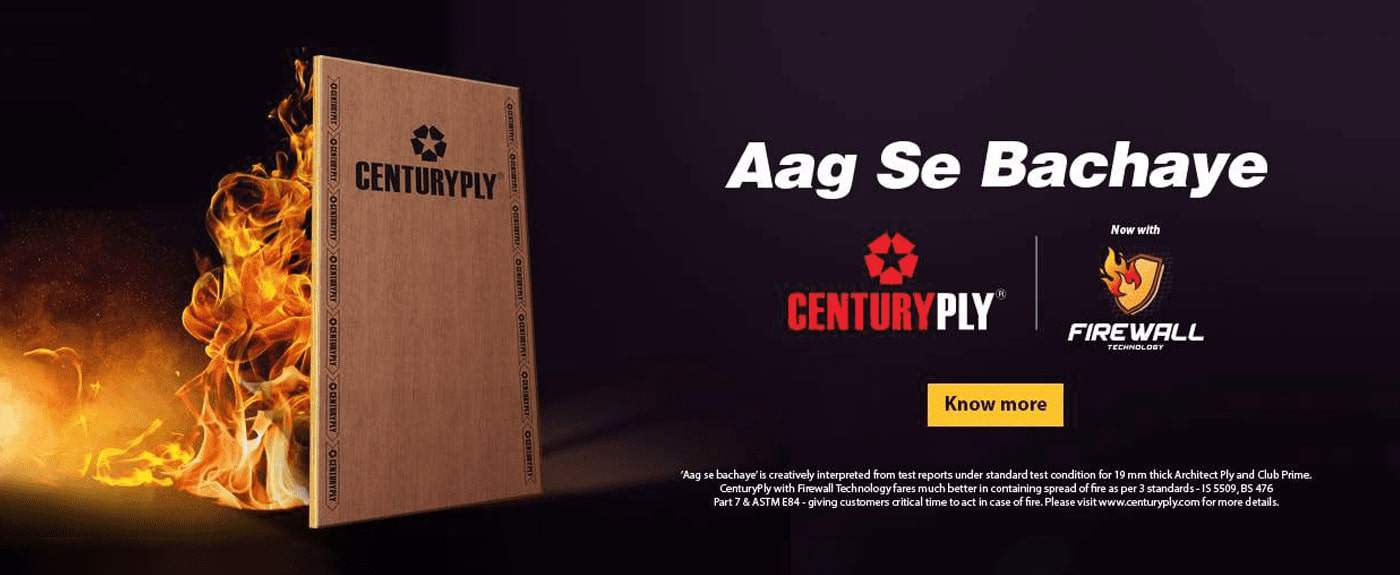 CENTURYPLY
Aag Se Bachaye
CENTURYPLY®
Now with
FIREWALL
TECHNOLOGY
Know more
'Aag se bachaye' is creatively interpreted from test reports under standard test condition for 19 mm thick Architect Ply and Club Prime.
CenturyPly with Firewall Technology fares much better in containing spread of fire as per 3 standards - IS 5509, BS 476
Part 7 & ASTM E84 - giving customers critical time to act in case of fire. Please visit www.centuryply.com for more details.